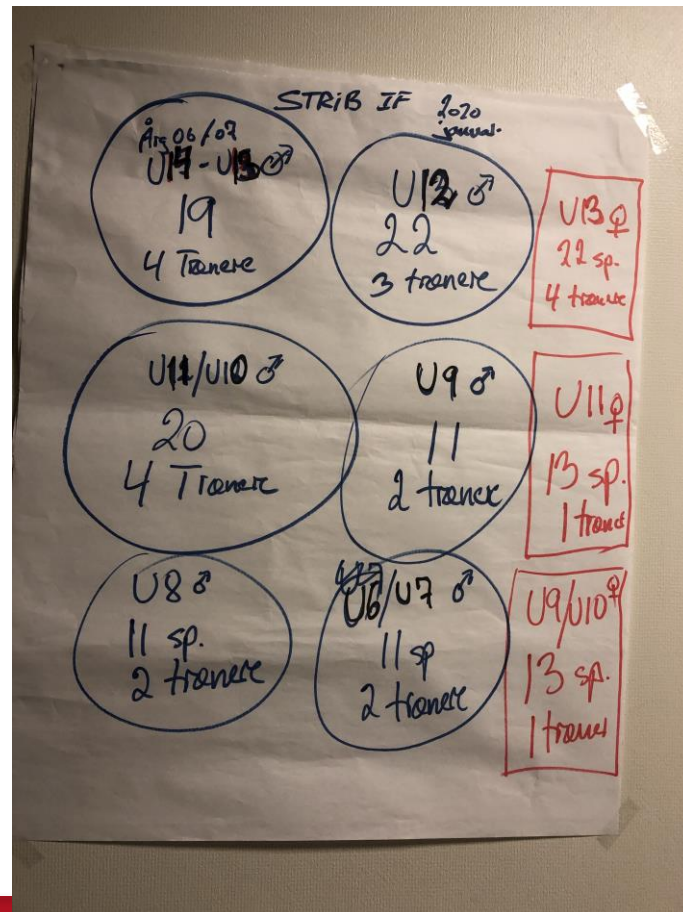 STRiB IF 2020
januar.
Årg 06/07
U14 - U13 ♂
19
4 Trænere
U12 ♂
22
3 trænere
U13 ♀
22 sp.
4 trænere
U11/U10 ♂
20
4 Trænere
U9 ♂
11
2 trænere
U11 ♀
13 sp.
1 træner
U8 ♂
11 sp.
2 trænere
U6/U7 ♂
11 sp
2 trænere
U9/U10 ♀
13 sp.
1 træner